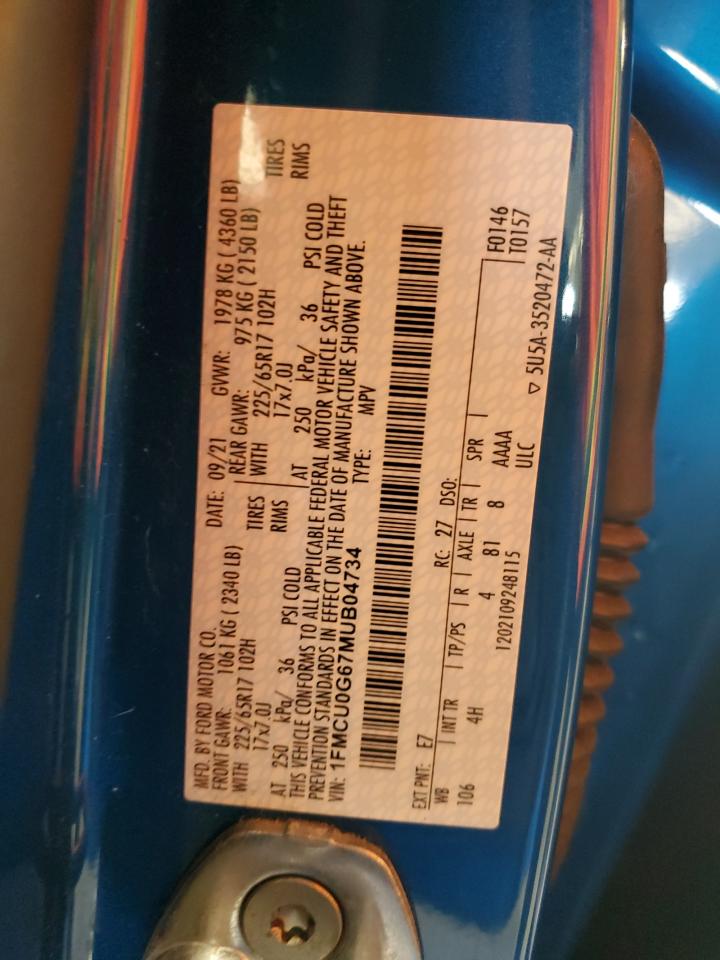 MFD. BY FORD MOTOR CO.
DATE: 09/21 GVWR: 1978 KG ( 4360 LB)
FRONT GAWR: 1061 KG ( 2340 LB)
REAR GAWR: 975 KG ( 2150 LB)
WITH 225/65R17 102H TIRES
WITH 225/65R17 102H TIRES
17x7.0J RIMS
17x7.0J RIMS
AT 250 kPa/ 36 PSI COLD
AT 250 kPa/ 36 PSI COLD
THIS VEHICLE CONFORMS TO ALL APPLICABLE FEDERAL MOTOR VEHICLE SAFETY AND THEFT
PREVENTION STANDARDS IN EFFECT ON THE DATE OF MANUFACTURE SHOWN ABOVE.
VIN: 1FMCU0G67MUB04734 TYPE: MPV
EXT PNT: E7 RC: 27 DSO:
WB INT TR TP/PS R AXLE TR SPR
106 4H 4 81 8 AAAA
F0146
T0157
1202109248115 ULC
▽ 5U5A-3520472-AA